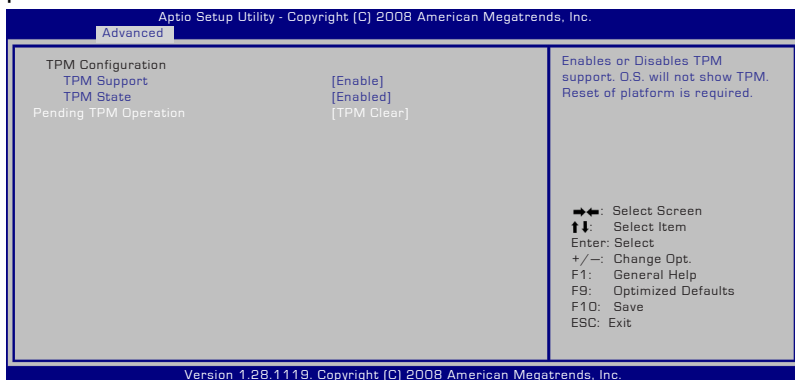 Aptio Setup Utility - Copyright (C) 2008 American Megatrends, Inc.
Advanced
TPM Configuration
TPM Support [Enable]
TPM State [Enabled]
Pending TPM Operation [TPM Clear]
Enables or Disables TPM
support. O.S. will not show TPM.
Reset of platform is required.
→←: Select Screen
↑↓: Select Item
Enter: Select
+/—: Change Opt.
F1: General Help
F9: Optimized Defaults
F10: Save
ESC: Exit
Version 1.28.1119. Copyright (C) 2008 American Megatrends, Inc.